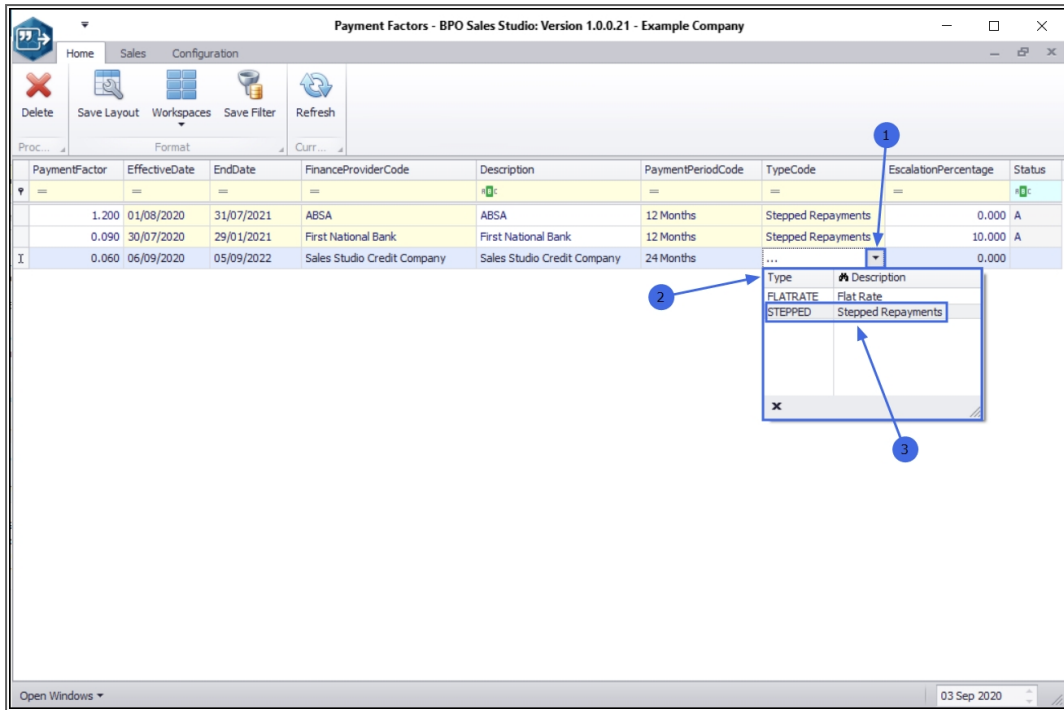 Payment Factors - BPO Sales Studio: Version 1.0.0.21 - Example Company
Home Sales Configuration
Delete Save Layout Workspaces Save Filter Refresh
Proc... Format Curr...
1
PaymentFactor EffectiveDate EndDate FinanceProviderCode Description PaymentPeriodCode TypeCode EscalationPercentage Status
= = = = ABC = = = ABC
1.200 01/08/2020 31/07/2021 ABSA ABSA 12 Months Stepped Repayments 0.000 A
0.090 30/07/2020 29/01/2021 First National Bank First National Bank 12 Months Stepped Repayments 10.000 A
0.060 06/09/2020 05/09/2022 Sales Studio Credit Company Sales Studio Credit Company 24 Months ... 0.000
Type Description
2
FLATRATE Flat Rate
STEPPED Stepped Repayments
x
3
Open Windows 03 Sep 2020